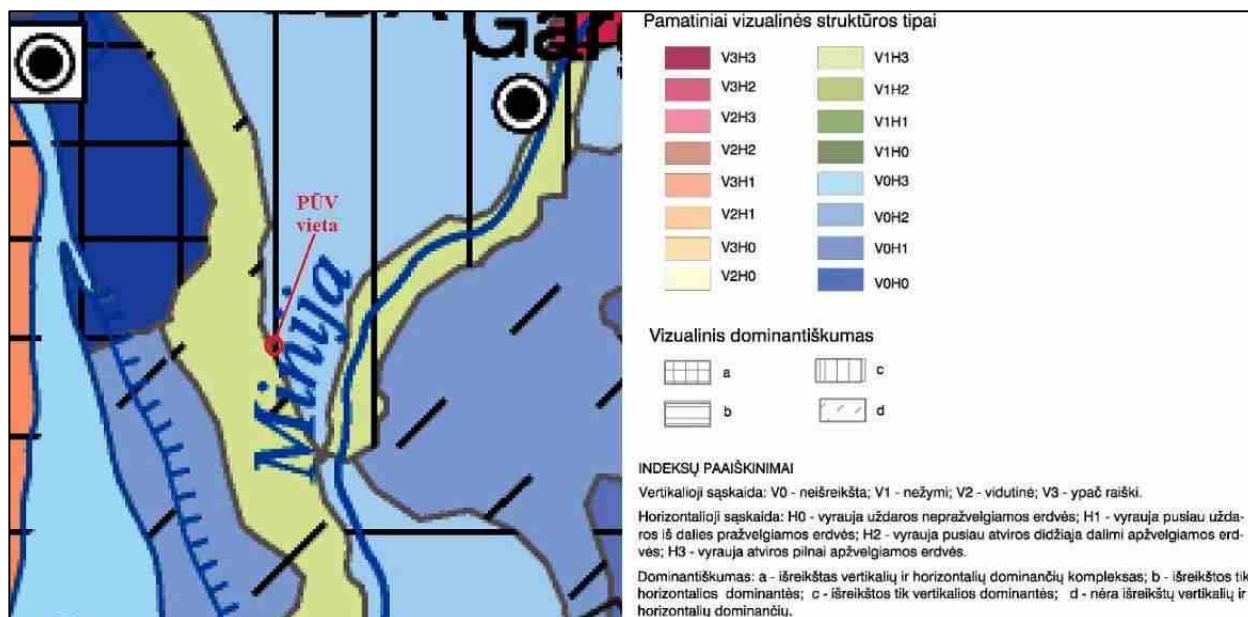 Garg
PŪV
vieta
Minija
Pamatiniai vizualinės struktūros tipai
V3H3
V3H2
V2H3
V2H2
V3H1
V2H1
V3H0
V2H0
V1H3
V1H2
V1H1
V1H0
V0H3
V0H2
V0H1
V0H0
Vizualinis dominantiškumas
a
b
c
d
INDEKSŲ PAAIŠKINIMAI
Vertikalioji sąskaida: V0 - neišreikšta; V1 - nežymi; V2 - vidutinė; V3 - ypač raiški.
Horizontalioji sąskaida: H0 - vyrauja uždaros nepražvelgiamos erdvės; H1 - vyrauja pusiau užda-
ros iš dalies pražvelgiamos erdvės; H2 - vyrauja pusiau atviros didžiąja dalimi apžvelgiamos erd-
vės; H3 - vyrauja atviros pilnai apžvelgiamos erdvės.
Dominantiškumas: a - išreikštas vertikalių ir horizontalių dominančių kompleksas; b - išreikštos tik
horizontalios dominantės; c - išreikštos tik vertikalios dominantės; d - nėra išreikštų vertikalių ir
horizontalių dominančių.